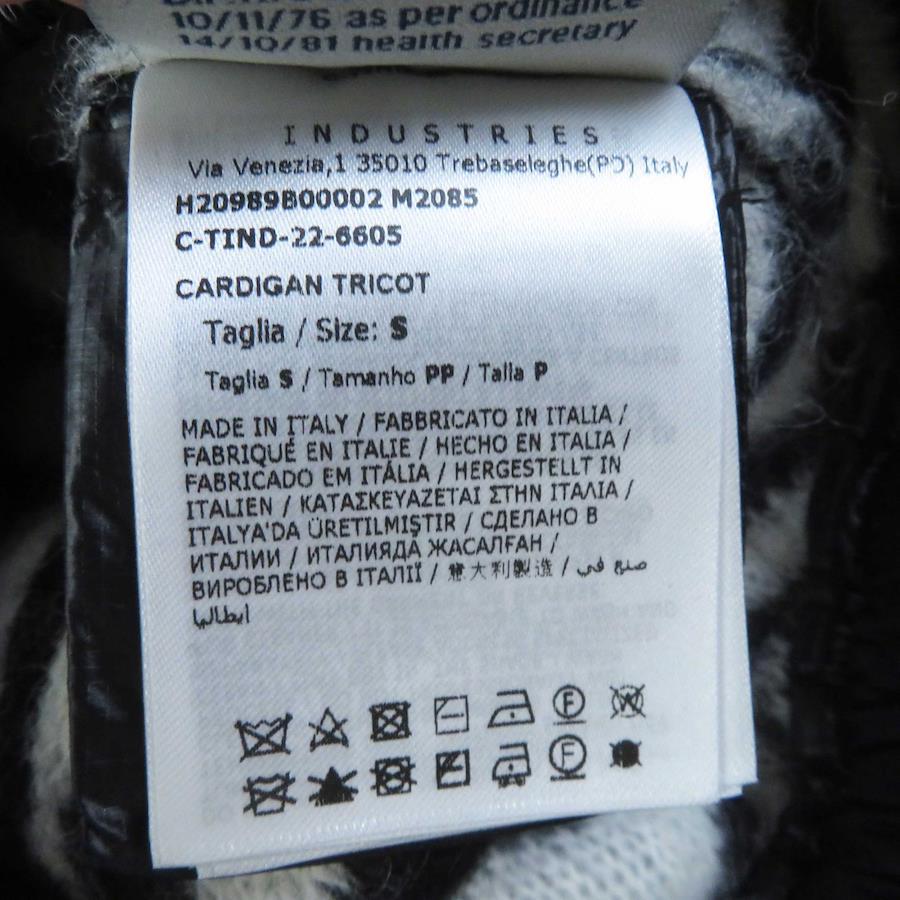 10/11/76 as per ordinance
14/10/81 health secretary
INDUSTRIES
Via Venezia,1 35010 Trebaseleghe(PD) Italy
H20989B00002 M2085
C-TIND-22-6605
CARDIGAN TRICOT
Taglia / Size: S
Taglia S / Tamanho PP / Talla P
MADE IN ITALY / FABBRICATO IN ITALIA /
FABRIQUÉ EN ITALIE / HECHO EN ITALIA /
FABRICADO EM ITÁLIA / HERGESTELLT IN
ITALIEN / ΚΑΤΑΣΚΕΥΑΖΕΤΑΙ ΣΤΗΝ ΙΤΑΛΙΑ /
ITALYA'DA ÜRETILMIŞTIR / СДЕЛАНО В
ИТАЛИИ / ИТАЛИЯДА ЖАСАЛҒАН /
ВИРОБЛЕНО В ІТАЛІЇ / 意大利製造 / صنع في
ايطاليا
F
W
F